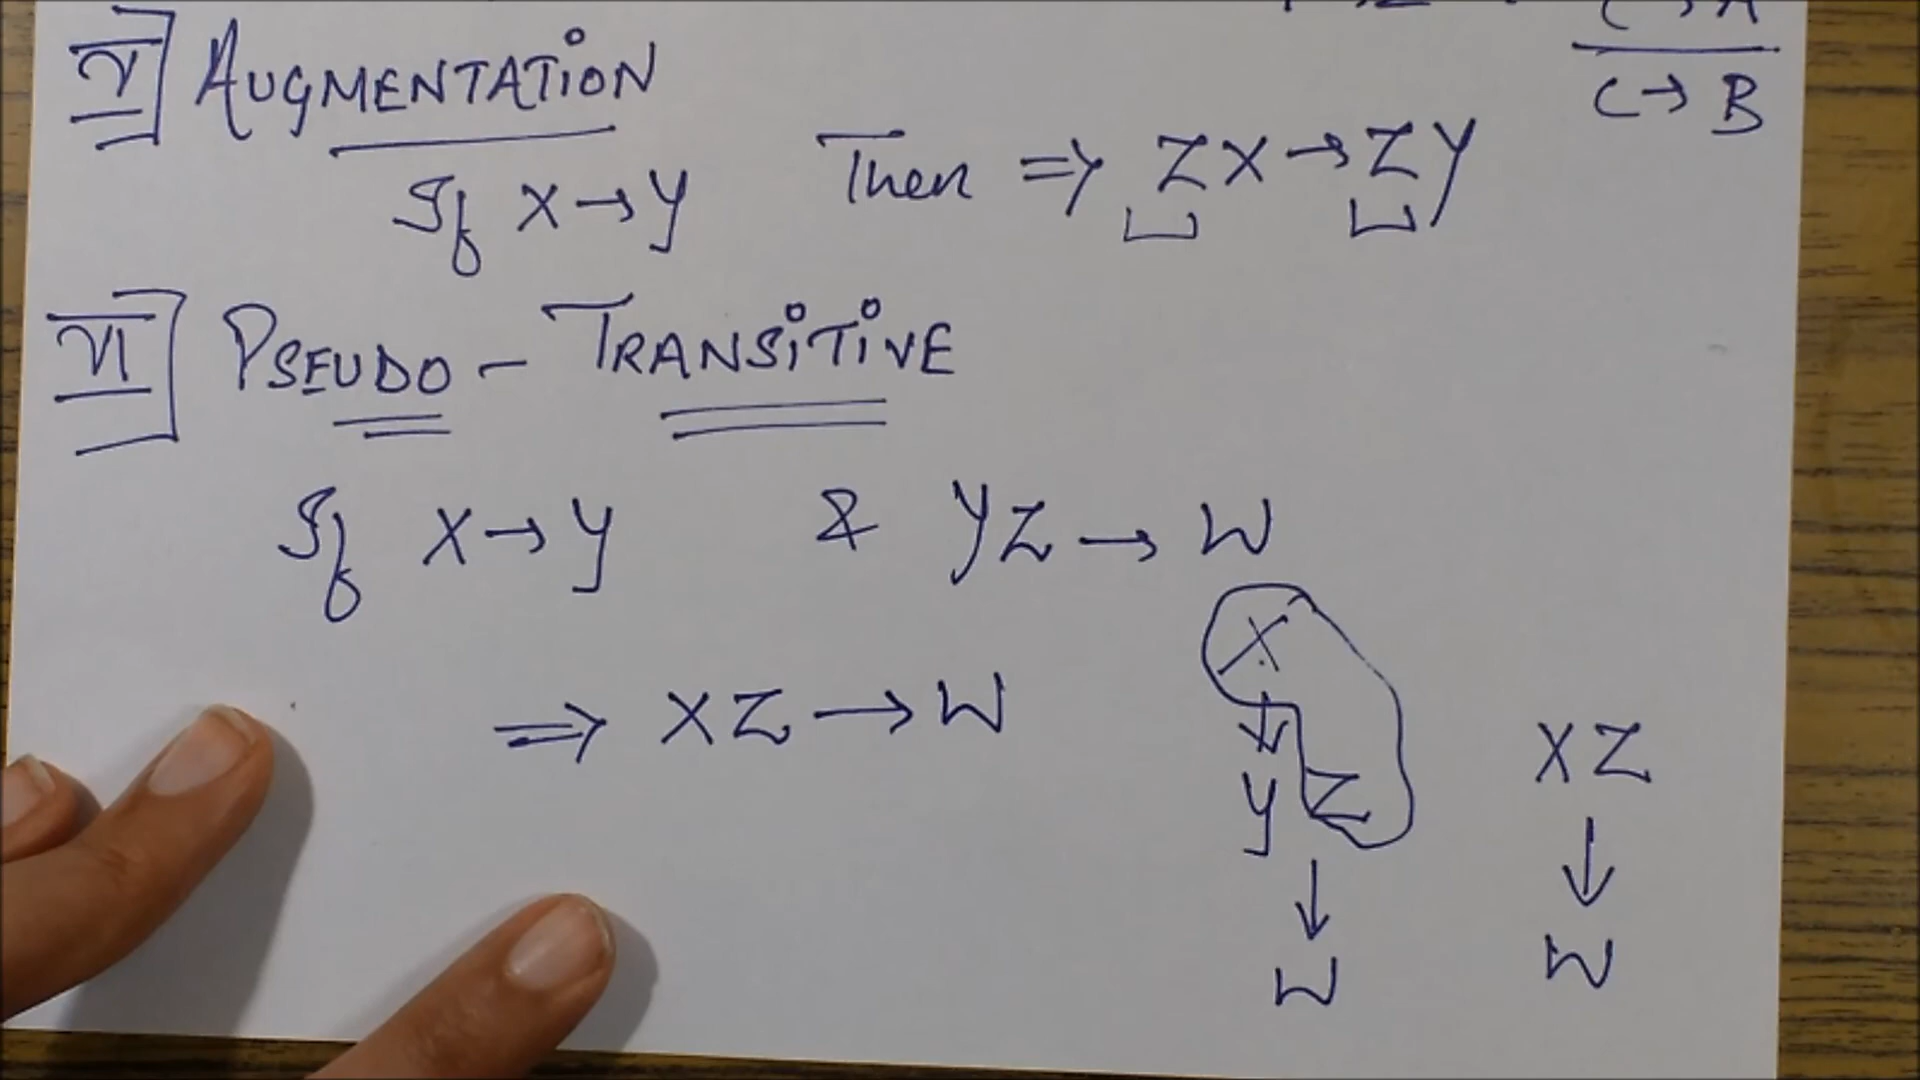 C → A
C → B
V] AUGMENTATION
If X → Y Then ⇒ ZX → ZY
VI] PSEUDO - TRANSITIVE
If X → Y & YZ → W
⇒ XZ → W
X
↓
Y Z
↓
W
XZ
↓
W